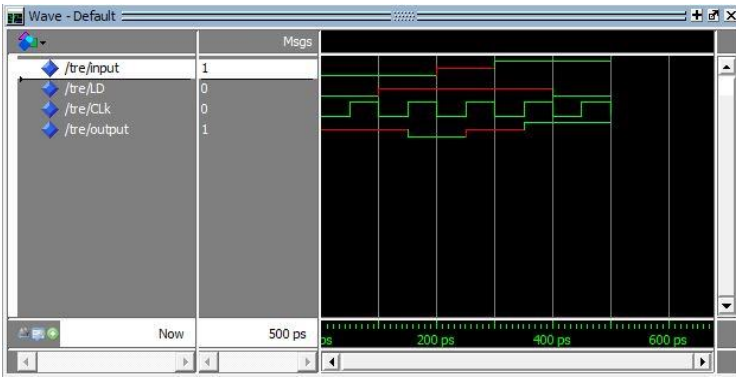 Wave - Default
Msgs
/tre/input 1
/tre/LD 0
/tre/CLk 0
/tre/output 1
Now 500 ps
ps 200 ps 400 ps 600 ps